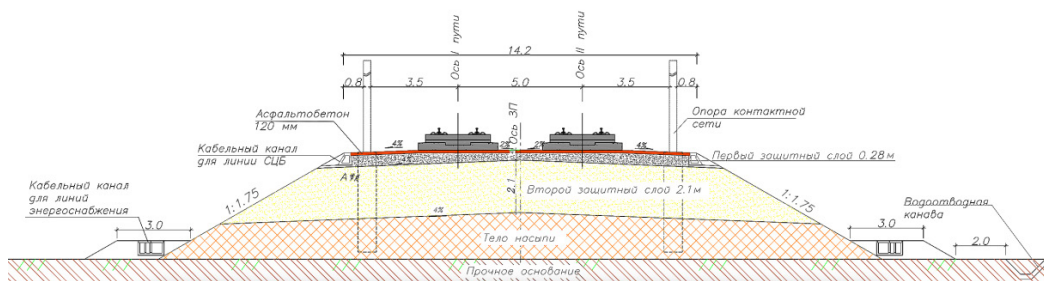 14.2
Ось I пути
Ось II пути
0.8
3.5
5.0
3.5
0.8
Асфальтобетон
120 мм
Опора контактной
сети
Ось ЗП
Кабельный канал
для линии СЦБ
4%
2%
2%
4%
Первый защитный слой 0.28м
Кабельный канал
для линий
энергоснабжения
1:1.75
2.1
Второй защитный слой 2.1м
1:1.75
Водоотводная
канава
3.0
4%
3.0
2.0
Тело насыпи
Прочное основание